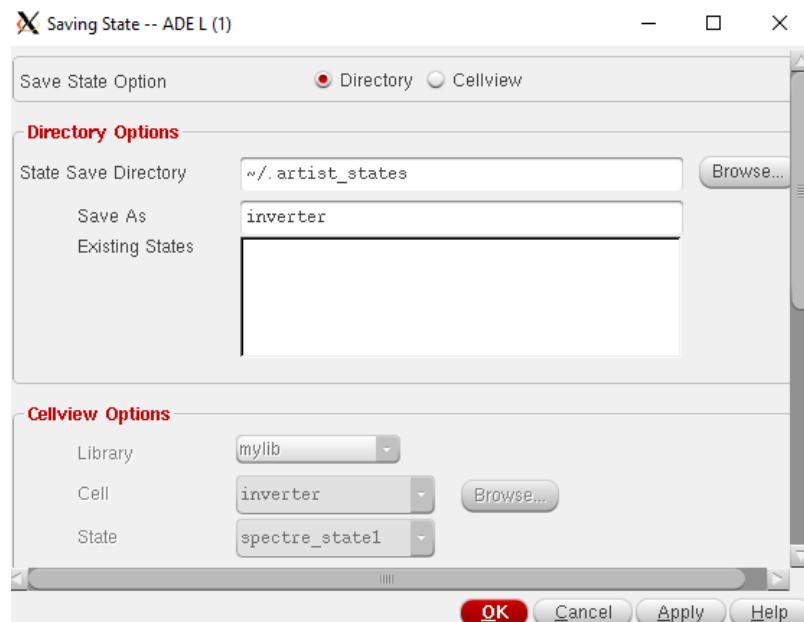 Saving State -- ADE L (1)
Save State Option Directory Cellview
Directory Options
State Save Directory ~/.artist_states Browse...
Save As inverter
Existing States
Cellview Options
Library mylib
Cell inverter Browse...
State spectre_state1
OK Cancel Apply Help